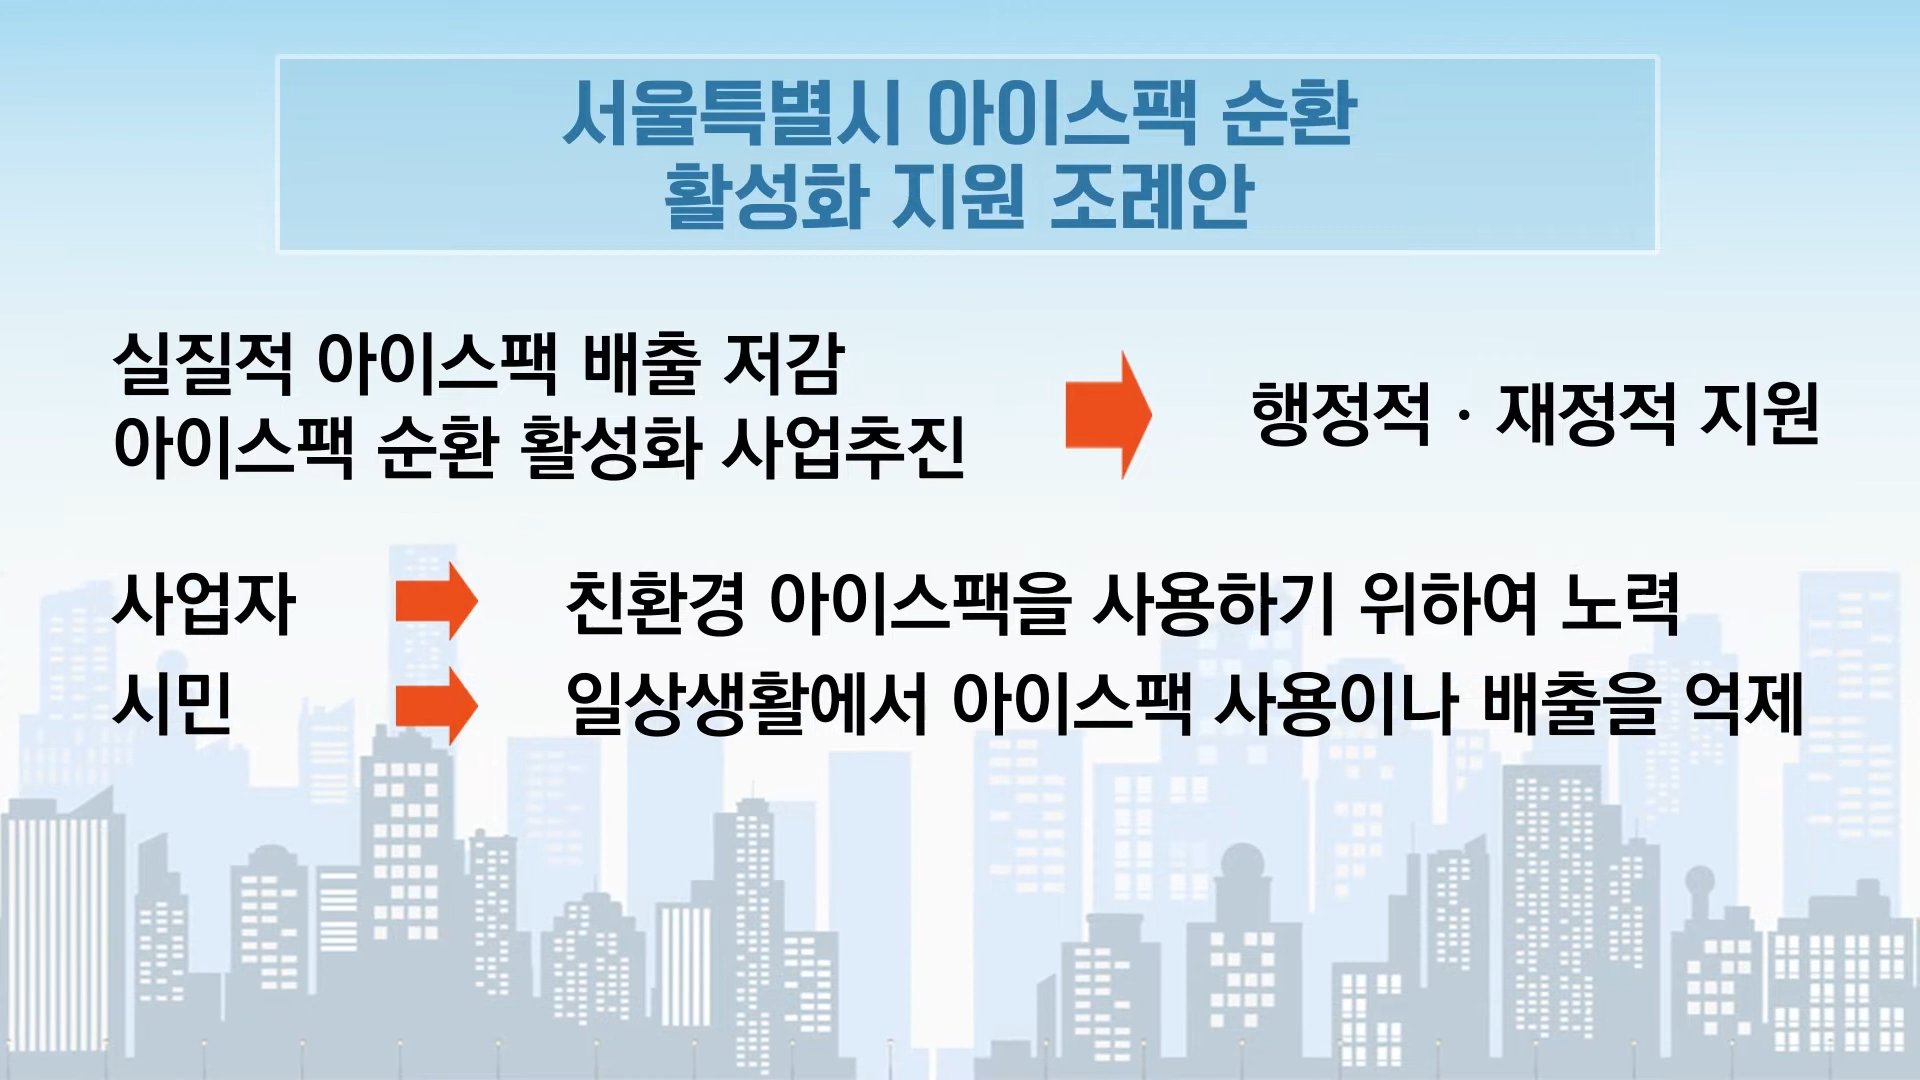 서울특별시 아이스팩 순환
활성화 지원 조례안
실질적 아이스팩 배출 저감
아이스팩 순환 활성화 사업추진
행정적 · 재정적 지원
사업자
친환경 아이스팩을 사용하기 위하여 노력
시민
일상생활에서 아이스팩 사용이나 배출을 억제